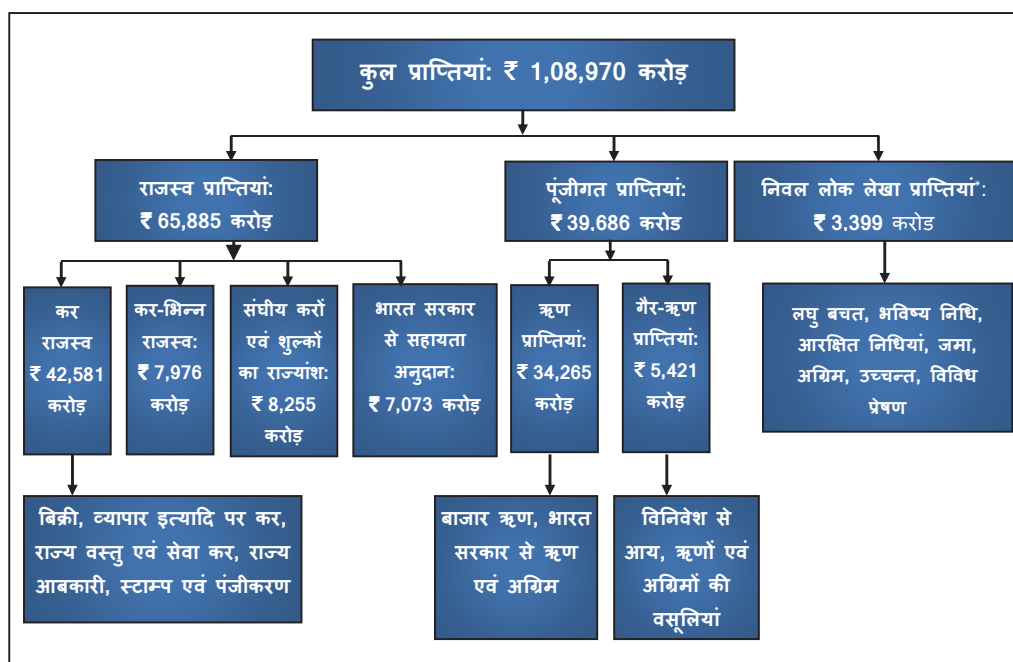 कुल प्राप्तियां: ₹ 1,08,970 करोड़
राजस्व प्राप्तियां:
₹ 65,885 करोड़
पूंजीगत प्राप्तियां:
₹ 39,686 करोड
निवल लोक लेखा प्राप्तियां*:
₹ 3,399 करोड
कर
राजस्व
₹ 42,581
करोड़
कर-भिन्न
राजस्व:
₹ 7,976
करोड़
संघीय करों
एवं शुल्कों
का राज्यांश:
₹ 8,255
करोड़
भारत सरकार
से सहायता
अनुदान:
₹ 7,073 करोड़
ऋण
प्राप्तियां:
₹ 34,265
करोड़
गैर-ऋण
प्राप्तियां:
₹ 5,421
करोड़
लघु बचत, भविष्य निधि,
आरक्षित निधियां, जमा,
अग्रिम, उच्चन्त, विविध
प्रेषण
बिक्री, व्यापार इत्यादि पर कर,
राज्य वस्तु एवं सेवा कर, राज्य
आबकारी, स्टाम्प एवं पंजीकरण
बाजार ऋण, भारत
सरकार से ऋण
एवं अग्रिम
विनिवेश से
आय, ऋणों एवं
अग्रिमों की
वसूलियां